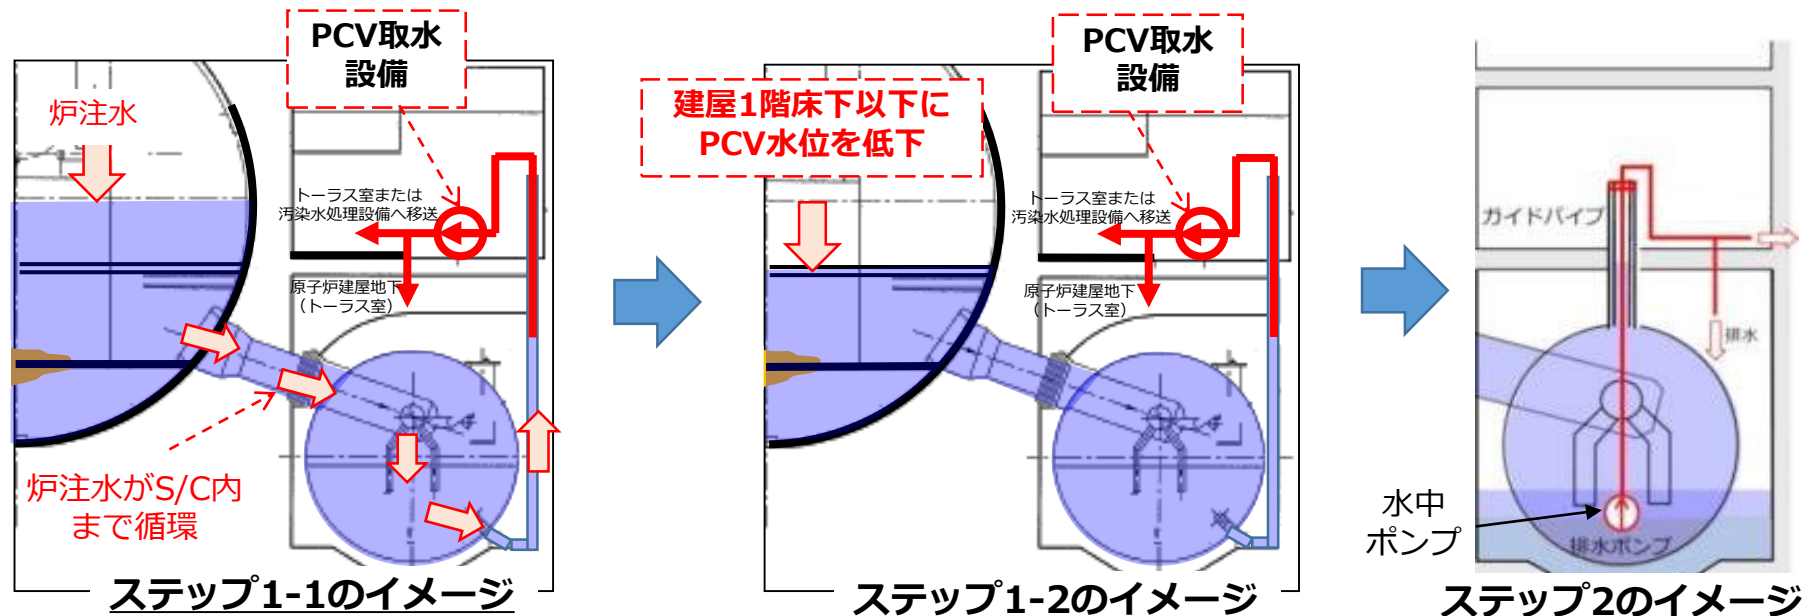 PCV取水
設備
炉注水
トーラス室または
汚染水処理設備へ移送
原子炉建屋地下
（トーラス室）
炉注水がS/C内
まで循環
ステップ1-1のイメージ
PCV取水
設備
建屋1階床下以下に
PCV水位を低下
トーラス室または
汚染水処理設備へ移送
原子炉建屋地下
（トーラス室）
ステップ1-2のイメージ
ガイドパイプ
排水
水中
ポンプ
排水ポンプ
ステップ2のイメージ